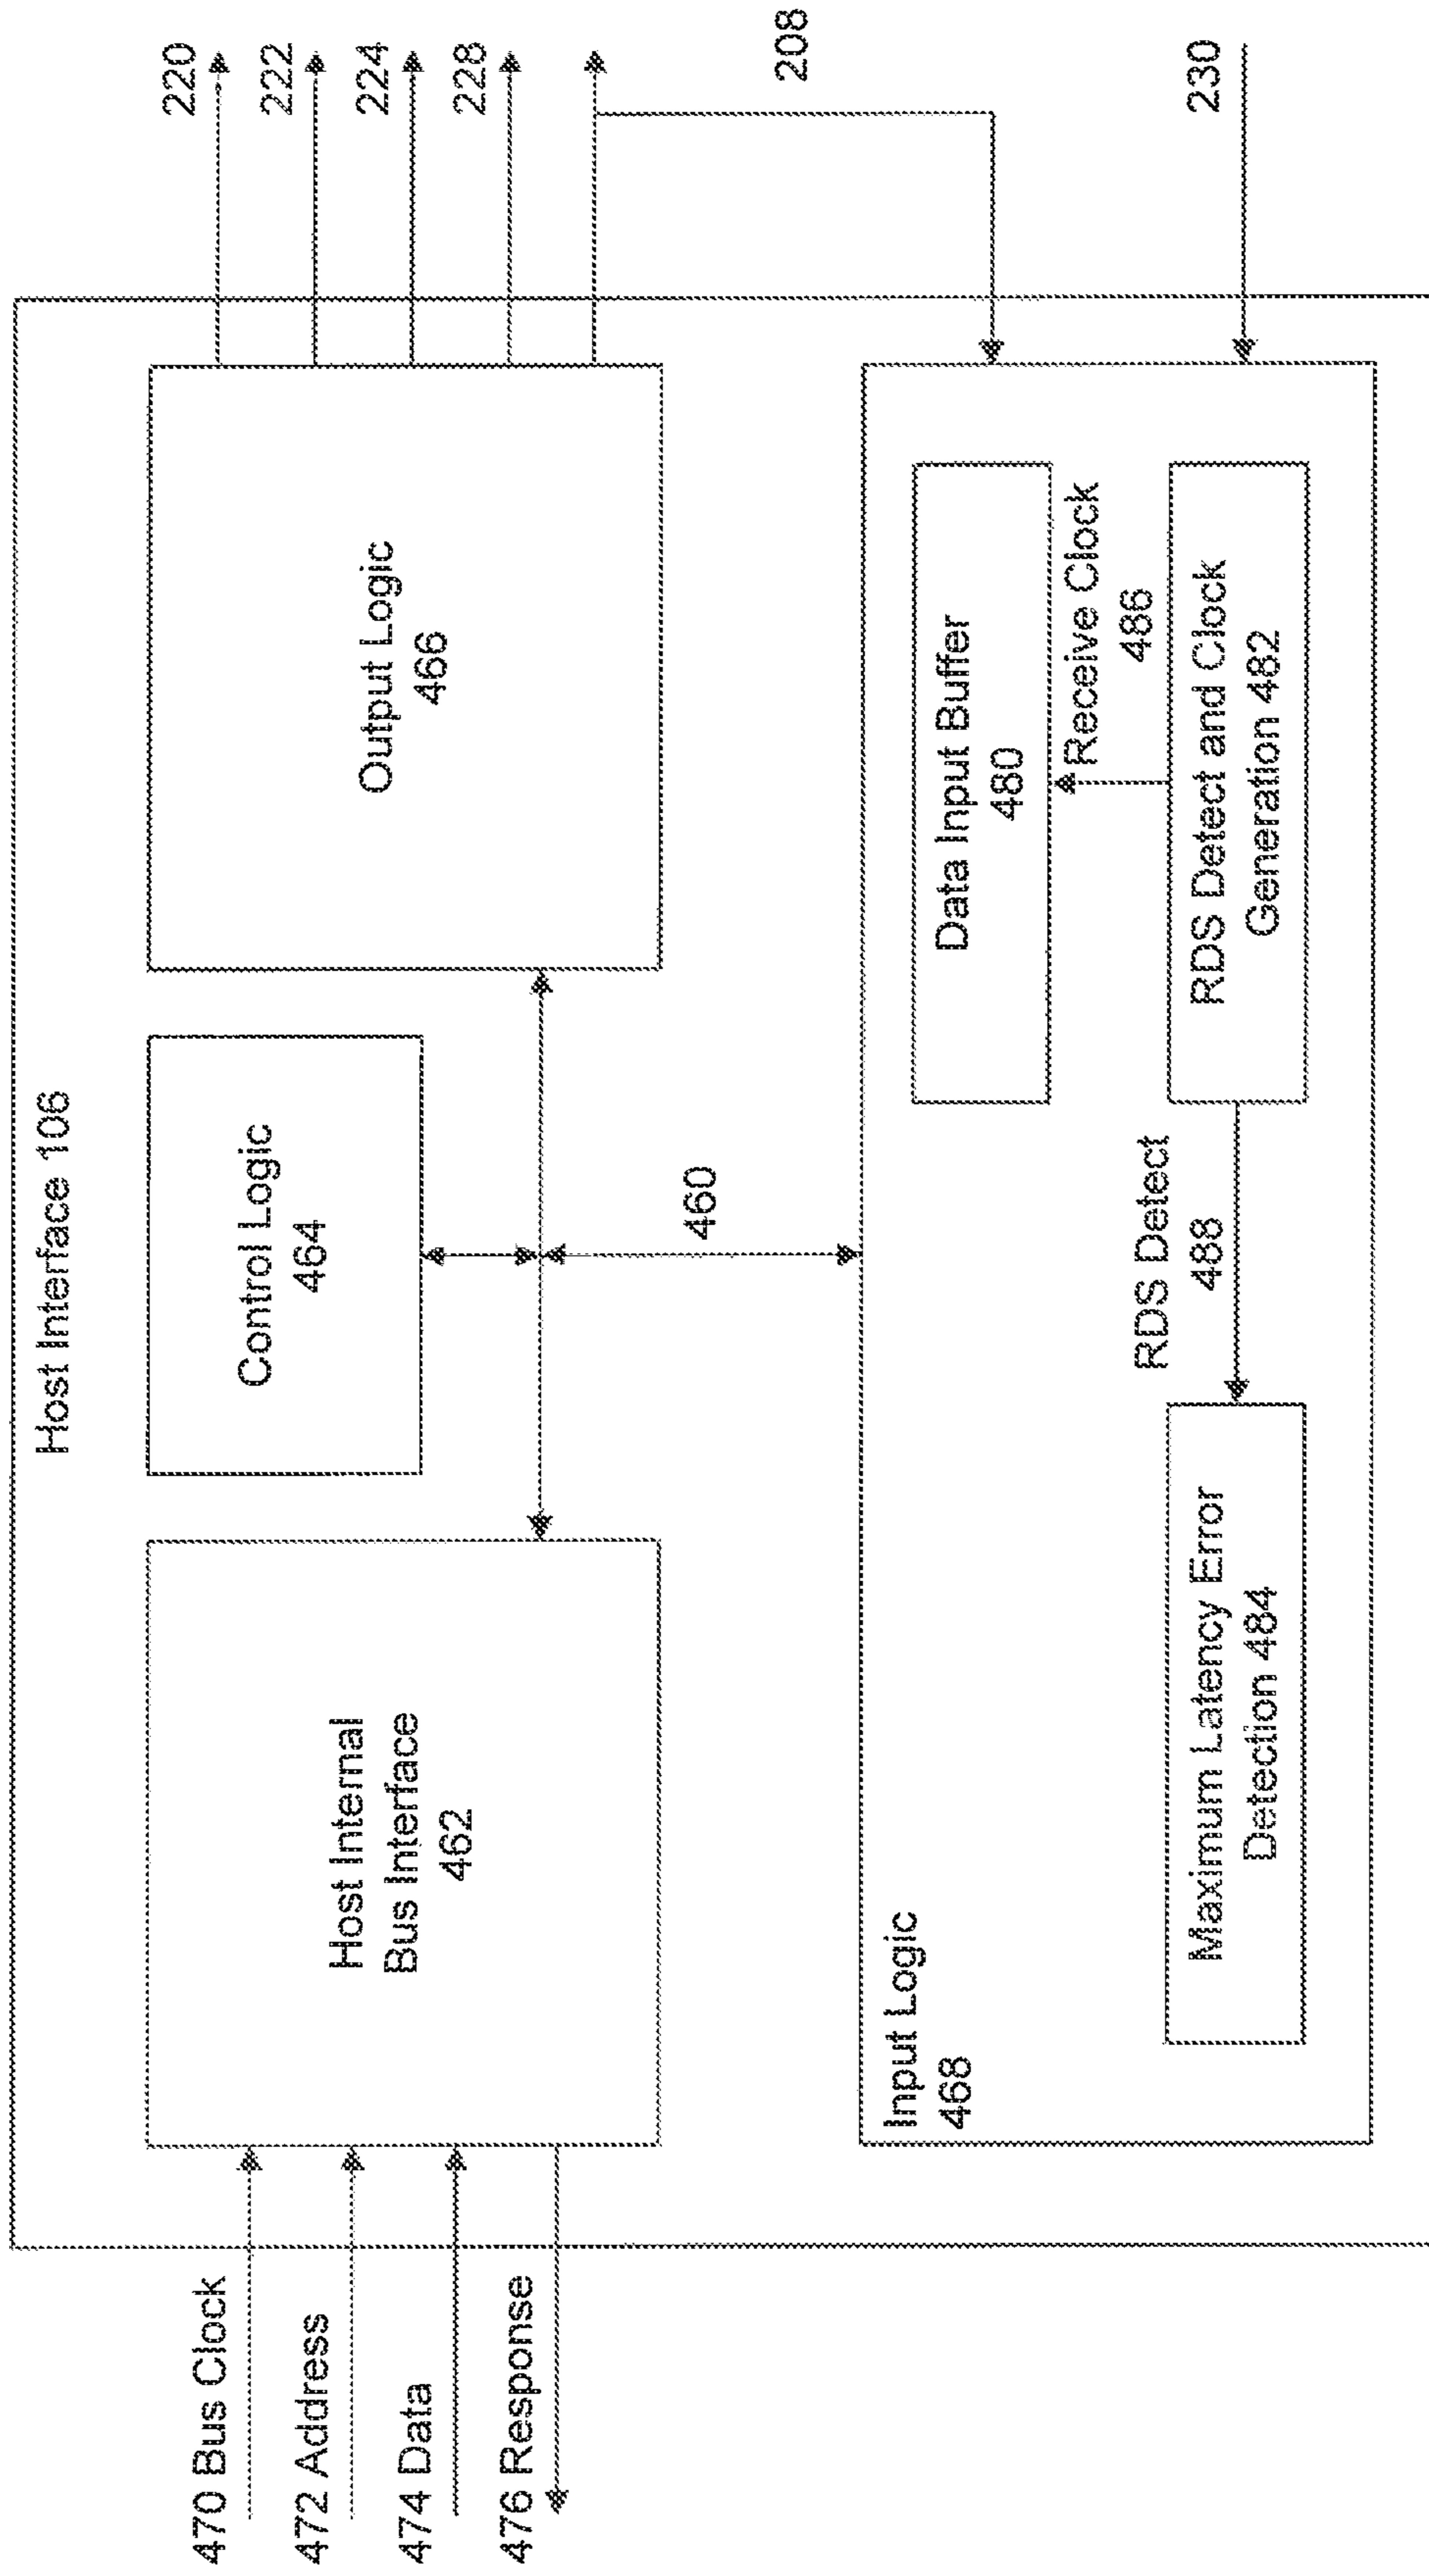 Host Interface 106
470 Bus Clock
472 Address
474 Data
476 Response
Host Internal
Bus Interface
462
Control Logic
464
Output Logic
466
220
222
224
228
208
460
Input Logic
468
Data Input Buffer
480
Receive Clock
486
RDS Detect
488
Maximum Latency Error
Detection 484
RDS Detect and Clock
Generation 482
230